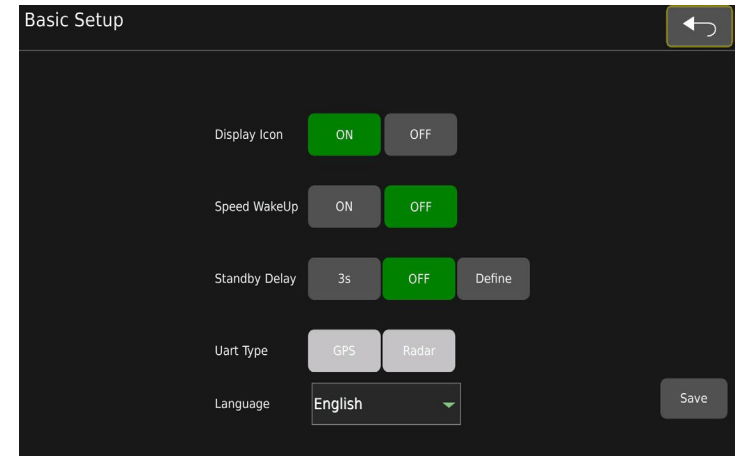 Basic Setup
Display Icon ON OFF
Speed WakeUp ON OFF
Standby Delay 3s OFF Define
Uart Type GPS Radar
Language English
Save